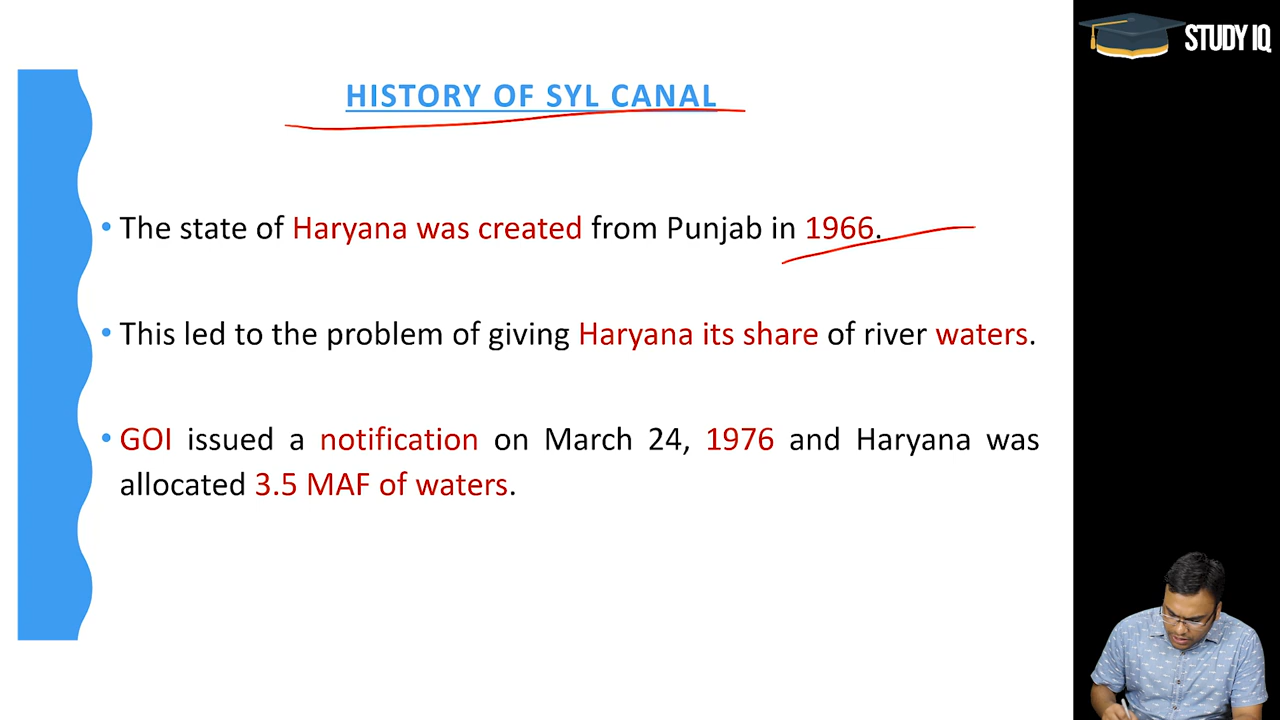 STUDY IQ
HISTORY OF SYL CANAL
• The state of Haryana was created from Punjab in 1966.
• This led to the problem of giving Haryana its share of river waters.
• GOI issued a notification on March 24, 1976 and Haryana was
allocated 3.5 MAF of waters.